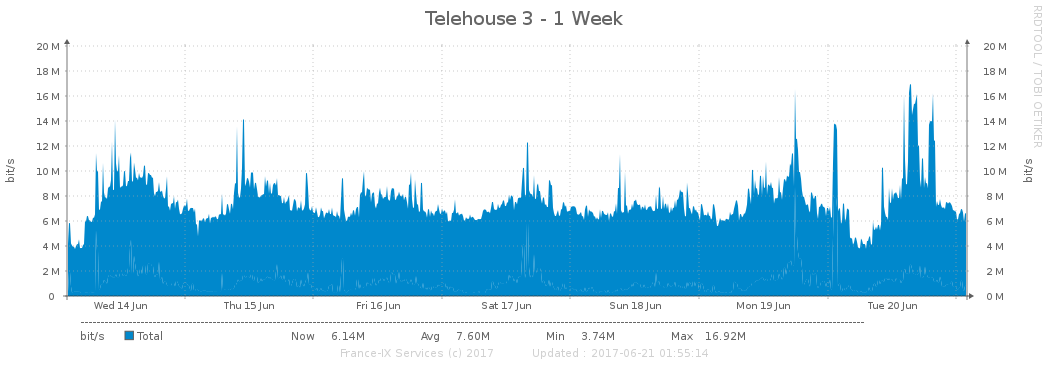 Telehouse 3 - 1 Week
RRDTOOL / TOBI OETIKER
bit/s
20 M 20 M
18 M 18 M
16 M 16 M
14 M 14 M
12 M 12 M
10 M 10 M
8 M 8 M
6 M 6 M
4 M 4 M
2 M 2 M
0 0 M
bit/s
Wed 14 Jun Thu 15 Jun Fri 16 Jun Sat 17 Jun Sun 18 Jun Mon 19 Jun Tue 20 Jun
bit/s Total Now 6.14M Avg 7.60M Min 3.74M Max 16.92M
France-IX Services (c) 2017 Updated : 2017-06-21 01:55:14